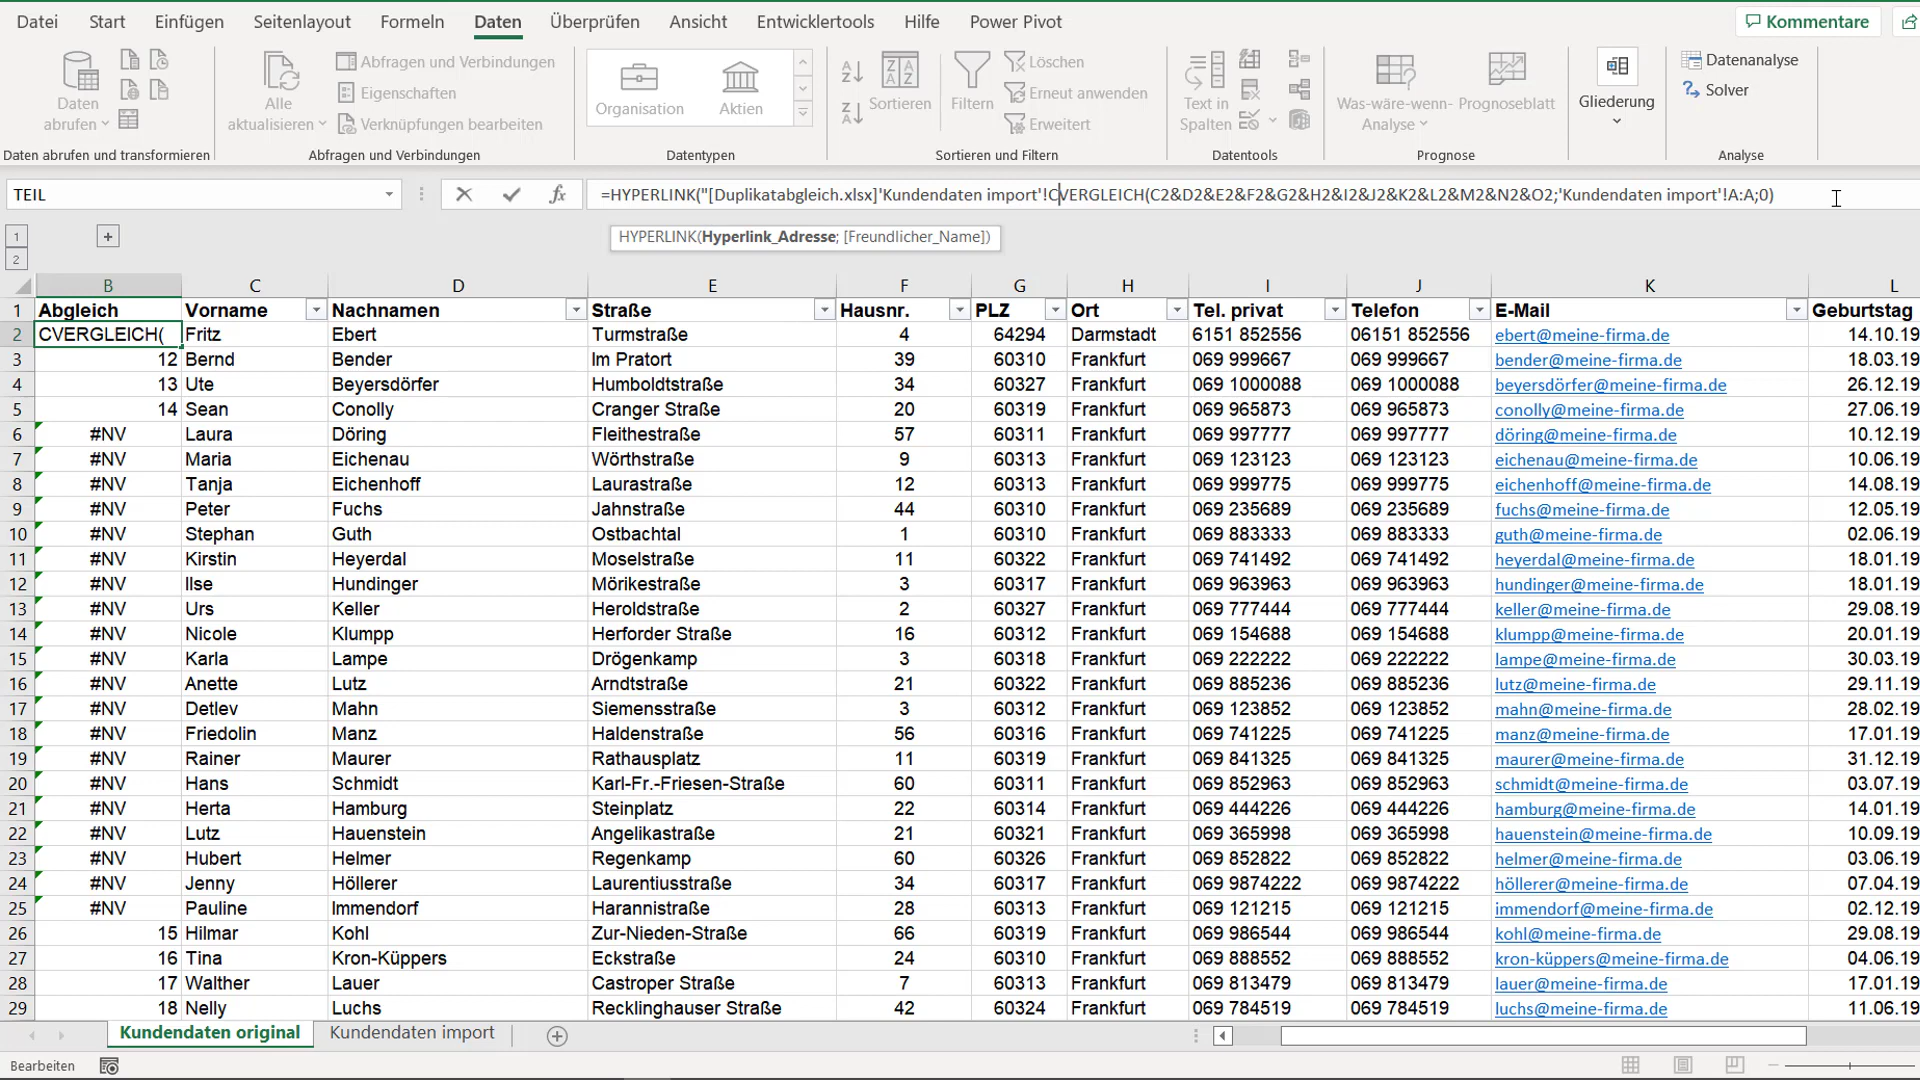 Datei Start Einfügen Seitenlayout Formeln Daten Überprüfen Ansicht Entwicklertools Hilfe Power Pivot Kommentare
Daten abrufen
Alle aktualisieren
Abfragen und Verbindungen
Eigenschaften
Verknüpfungen bearbeiten
Organisation Aktien
Sortieren
Filtern
Löschen
Erneut anwenden
Erweitert
Text in Spalten
Was-wäre-wenn-Analyse
Prognoseblatt
Gliederung
Datenanalyse
Solver
Daten abrufen und transformieren Abfragen und Verbindungen Datentypen Sortieren und Filtern Datentools Prognose Analyse
TEIL fx =HYPERLINK("[Duplikatabgleich.xlsx]'Kundendaten import'!CVERGLEICH(C2&D2&E2&F2&G2&H2&I2&J2&K2&L2&M2&N2&O2;'Kundendaten import'!A:A;0)
HYPERLINK(Hyperlink_Adresse; [Freundlicher_Name])
1 +
2
B C D E F G H I J K L
1 Abgleich Vorname Nachnamen Straße Hausnr. PLZ Ort Tel. privat Telefon E-Mail Geburtstag
2 CVERGLEICH( Fritz Ebert Turmstraße 4 64294 Darmstadt 6151 852556 06151 852556 ebert@meine-firma.de 14.10.19
3 12 Bernd Bender Im Pratort 39 60310 Frankfurt 069 999667 069 999667 bender@meine-firma.de 18.03.19
4 13 Ute Beyersdörfer Humboldtstraße 34 60327 Frankfurt 069 1000088 069 1000088 beyersdörfer@meine-firma.de 26.12.19
5 14 Sean Conolly Cranger Straße 20 60319 Frankfurt 069 965873 069 965873 conolly@meine-firma.de 27.06.19
6 #NV Laura Döring Fleithestraße 57 60311 Frankfurt 069 997777 069 997777 döring@meine-firma.de 10.12.19
7 #NV Maria Eichenau Wörthstraße 9 60313 Frankfurt 069 123123 069 123123 eichenau@meine-firma.de 10.06.19
8 #NV Tanja Eichenhoff Laurastraße 12 60313 Frankfurt 069 999775 069 999775 eichenhoff@meine-firma.de 14.08.19
9 #NV Peter Fuchs Jahnstraße 44 60310 Frankfurt 069 235689 069 235689 fuchs@meine-firma.de 12.05.19
10 #NV Stephan Guth Ostbachtal 1 60310 Frankfurt 069 883333 069 883333 guth@meine-firma.de 02.06.19
11 #NV Kirstin Heyerdal Moselstraße 11 60322 Frankfurt 069 741492 069 741492 heyerdal@meine-firma.de 18.01.19
12 #NV Ilse Hundinger Mörikestraße 3 60317 Frankfurt 069 963963 069 963963 hundinger@meine-firma.de 18.01.19
13 #NV Urs Keller Heroldstraße 2 60327 Frankfurt 069 777444 069 777444 keller@meine-firma.de 29.08.19
14 #NV Nicole Klumpp Herforder Straße 16 60312 Frankfurt 069 154688 069 154688 klumpp@meine-firma.de 20.01.19
15 #NV Karla Lampe Drögenkamp 3 60318 Frankfurt 069 222222 069 222222 lampe@meine-firma.de 30.03.19
16 #NV Anette Lutz Arndtstraße 21 60322 Frankfurt 069 885236 069 885236 lutz@meine-firma.de 29.11.19
17 #NV Detlev Mahn Siemensstraße 3 60312 Frankfurt 069 123852 069 123852 mahn@meine-firma.de 28.02.19
18 #NV Friedolin Manz Haldenstraße 56 60316 Frankfurt 069 741225 069 741225 manz@meine-firma.de 17.01.19
19 #NV Rainer Maurer Rathausplatz 11 60319 Frankfurt 069 841325 069 841325 maurer@meine-firma.de 31.12.19
20 #NV Hans Schmidt Karl-Fr.-Friesen-Straße 60 60311 Frankfurt 069 852963 069 852963 schmidt@meine-firma.de 03.07.19
21 #NV Herta Hamburg Steinplatz 22 60314 Frankfurt 069 444226 069 444226 hamburg@meine-firma.de 14.01.19
22 #NV Lutz Hauenstein Angelikastraße 21 60321 Frankfurt 069 365998 069 365998 hauenstein@meine-firma.de 10.09.19
23 #NV Hubert Helmer Regenkamp 60 60326 Frankfurt 069 852822 069 852822 helmer@meine-firma.de 03.06.19
24 #NV Jenny Höllerer Laurentiusstraße 34 60317 Frankfurt 069 9874222 069 9874222 höllerer@meine-firma.de 07.04.19
25 #NV Pauline Immendorf Harannistraße 28 60313 Frankfurt 069 121215 069 121215 immendorf@meine-firma.de 02.12.19
26 15 Hilmar Kohl Zur-Nieden-Straße 66 60319 Frankfurt 069 986544 069 986544 kohl@meine-firma.de 29.08.19
27 16 Tina Kron-Küppers Eckstraße 24 60310 Frankfurt 069 888552 069 888552 kron-küppers@meine-firma.de 04.06.19
28 17 Walther Lauer Castroper Straße 7 60313 Frankfurt 069 813479 069 813479 lauer@meine-firma.de 17.01.19
29 18 Nelly Luchs Recklinghauser Straße 42 60324 Frankfurt 069 784519 069 784519 luchs@meine-firma.de 11.06.19
Kundendaten original Kundendaten import
Bearbeiten